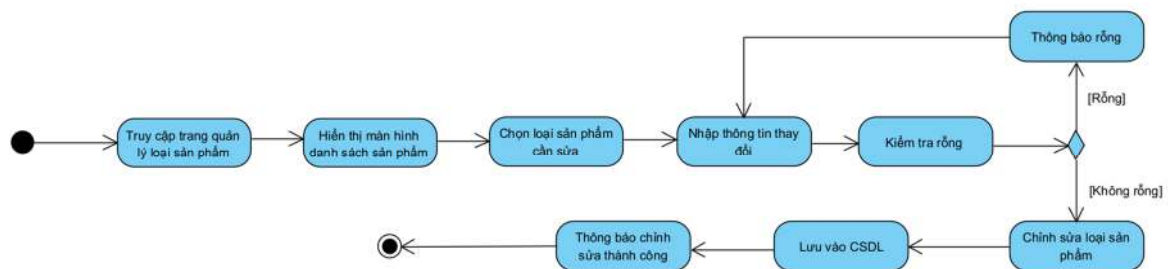 Thông báo rỗng
[Rỗng]
Truy cập trang quản
lý loại sản phẩm
Hiển thị màn hình
danh sách sản phẩm
Chọn loại sản phẩm
cần sửa
Nhập thông tin thay
đổi
Kiểm tra rỗng
[Không rỗng]
Thông báo chỉnh
sửa thành công
Lưu vào CSDL
Chỉnh sửa loại sản
phẩm